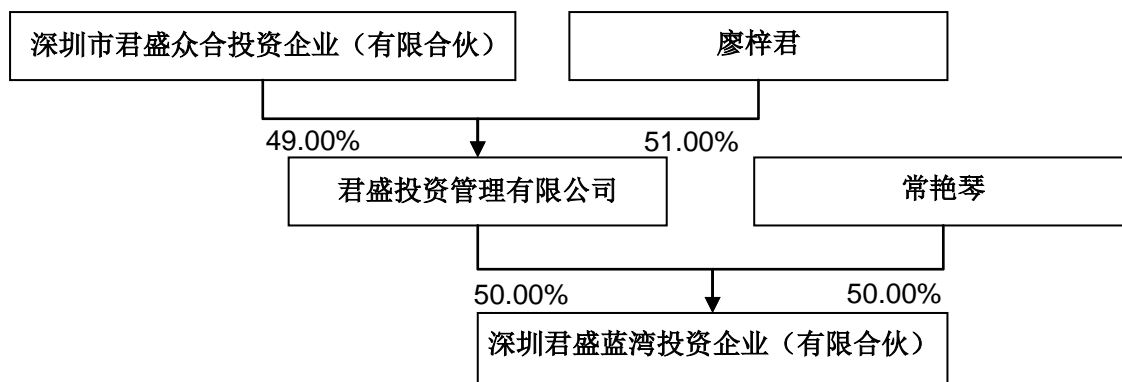 深圳市君盛众合投资企业（有限合伙）
廖梓君
49.00%
51.00%
君盛投资管理有限公司
常艳琴
50.00%
50.00%
深圳君盛蓝湾投资企业（有限合伙）